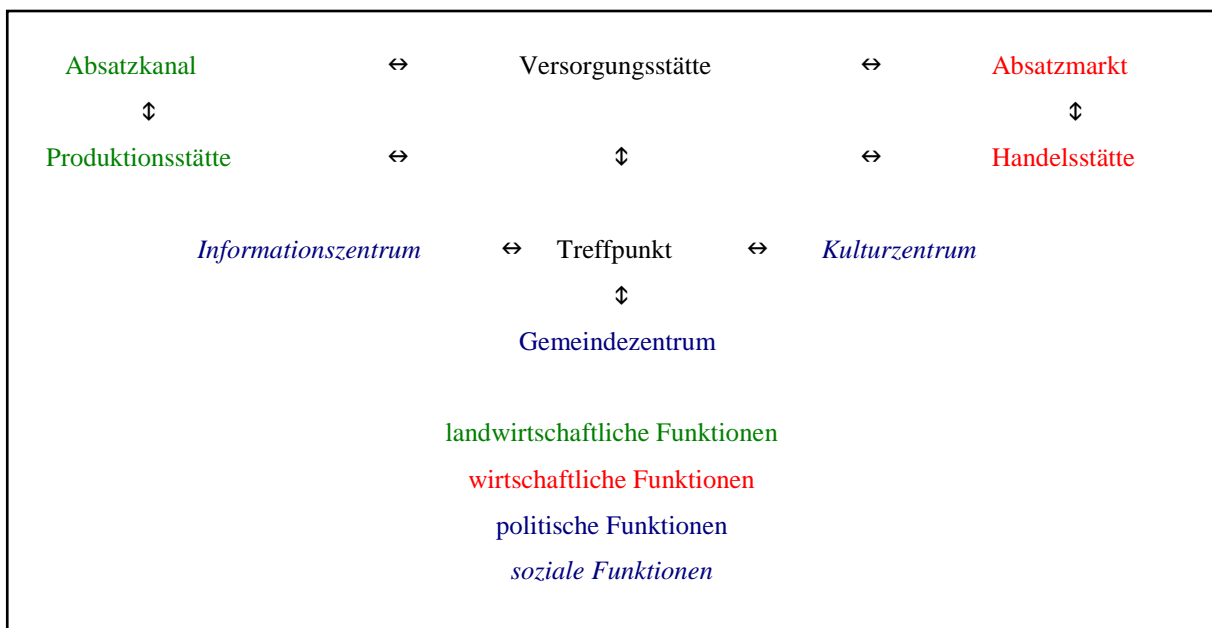 Absatzkanal ↔ Versorgungsstätte ↔ Absatzmarkt
↕ ↕
Produktionsstätte ↔ ↕ ↔ Handelsstätte
Informationszentrum ↔ Treffpunkt ↔ Kulturzentrum
↕
Gemeindezentrum
landwirtschaftliche Funktionen
wirtschaftliche Funktionen
politische Funktionen
soziale Funktionen